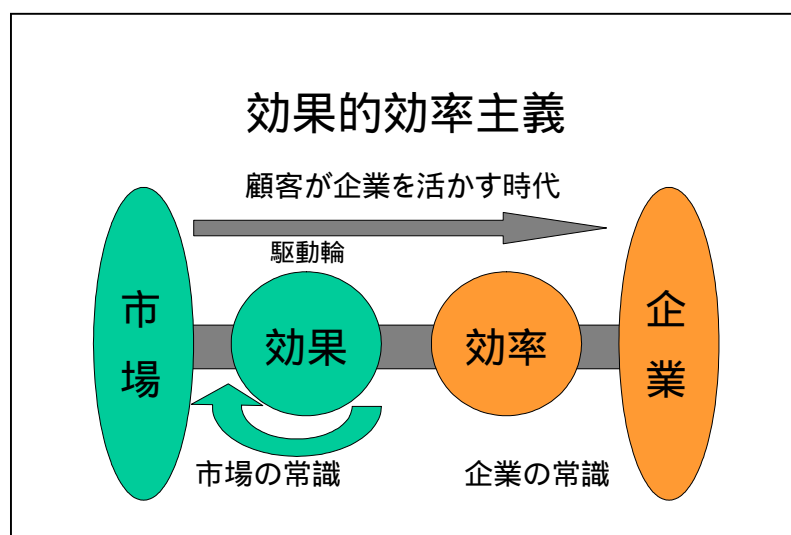 効果的効率主義
顧客が企業を活かす時代
駆動輪
市場
効果
効率
企業
市場の常識
企業の常識